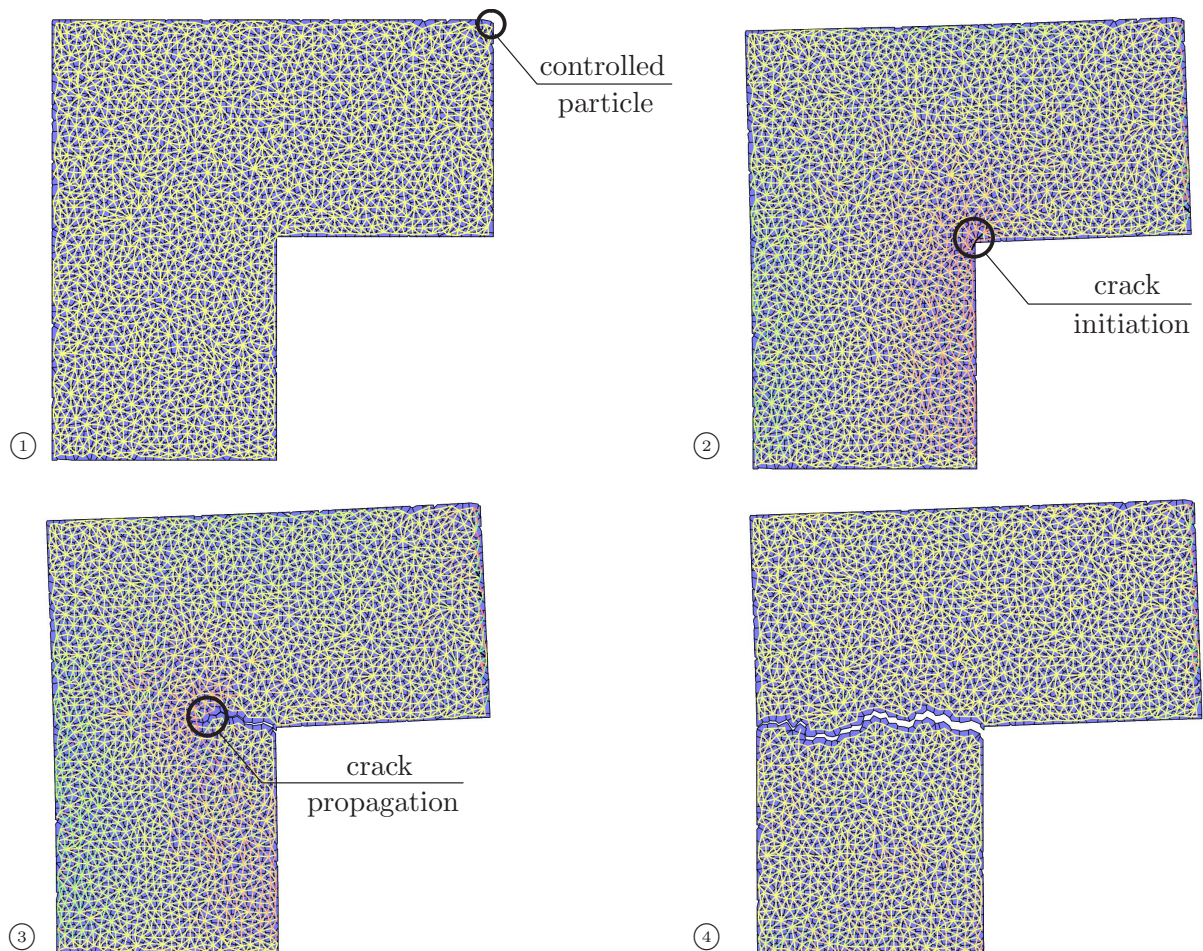 controlled
particle
crack
initiation
①
②
crack
propagation
③
④